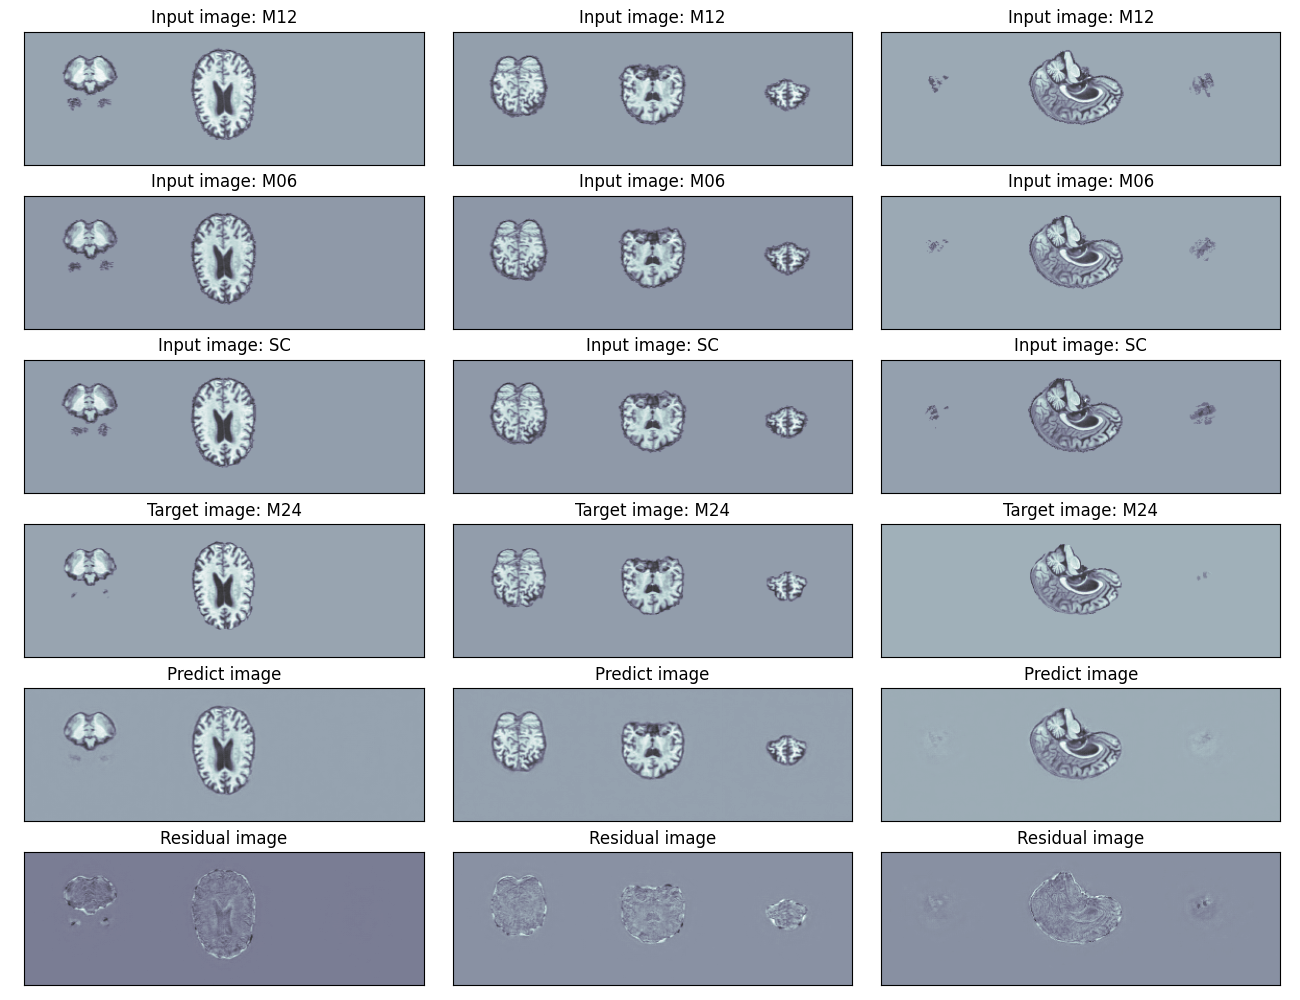 Input image: M12 Input image: M12 Input image: M12
Input image: M06 Input image: M06 Input image: M06
Input image: SC Input image: SC Input image: SC
Target image: M24 Target image: M24 Target image: M24
Predict image Predict image Predict image
Residual image Residual image Residual image